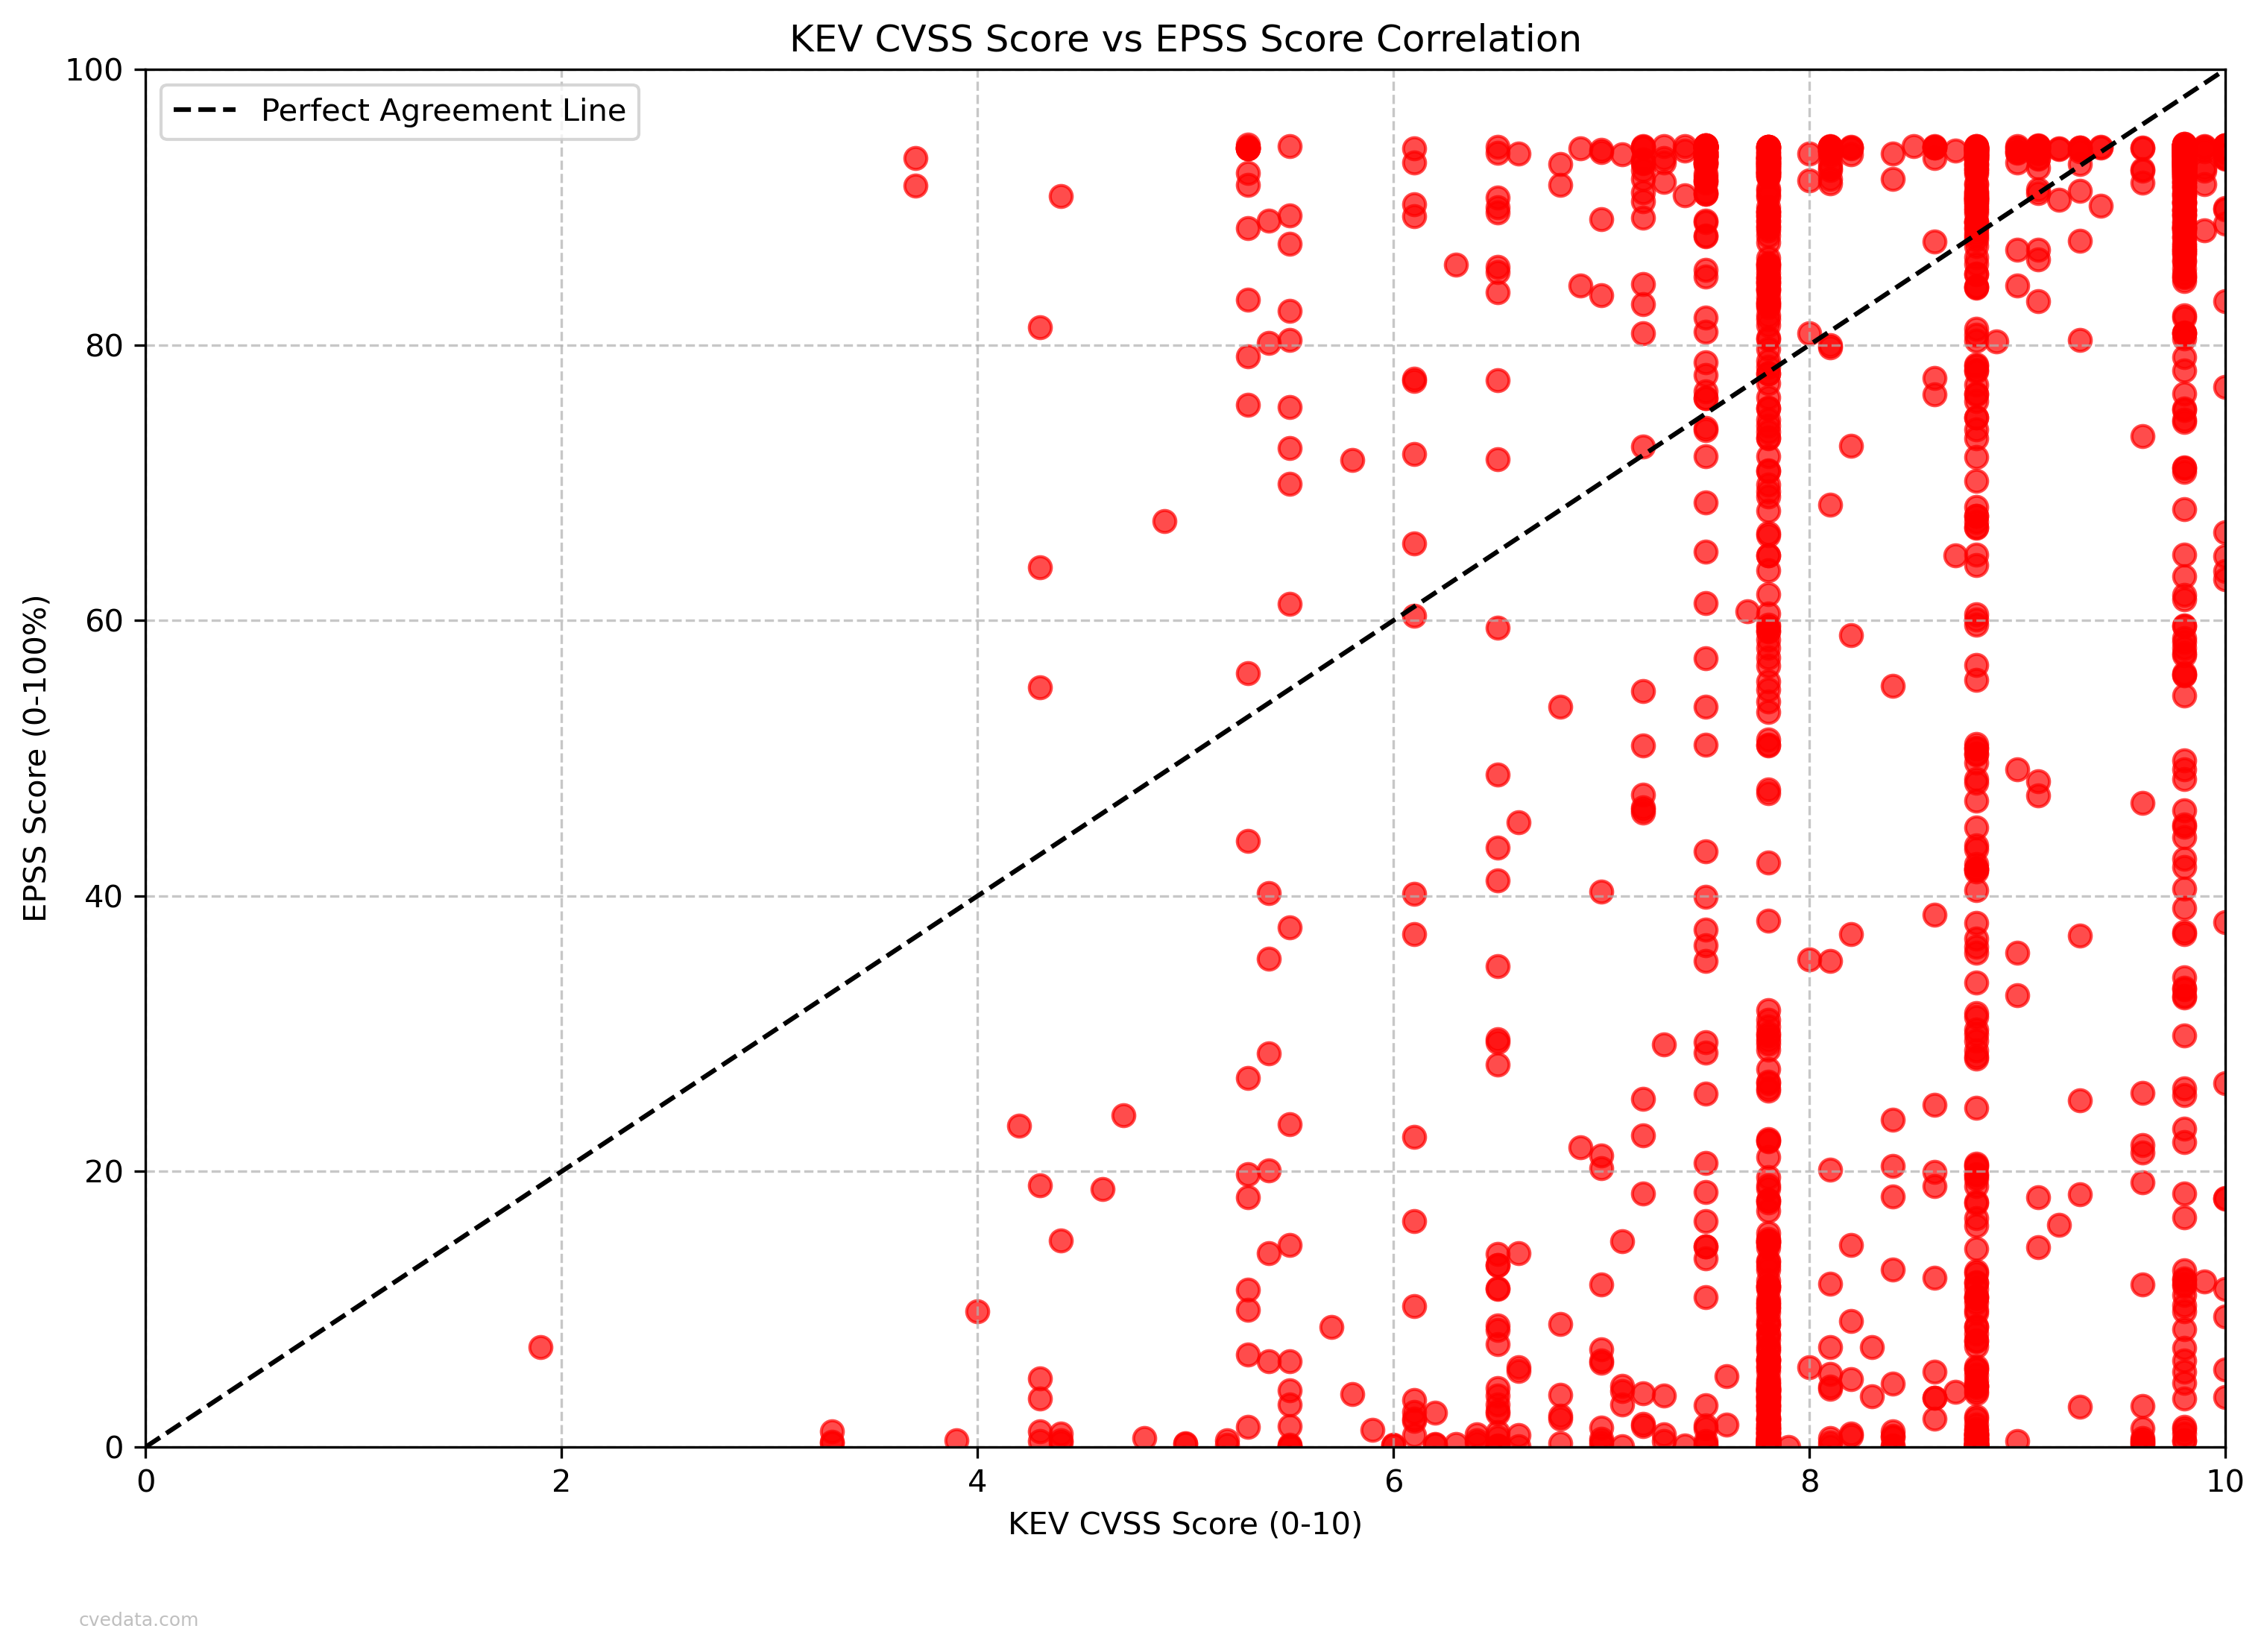 KEV CVSS Score vs EPSS Score Correlation
Perfect Agreement Line
EPSS Score (0-100%)
100
80
60
40
20
0
0 2 4 6 8 10
KEV CVSS Score (0-10)
cvedata.com